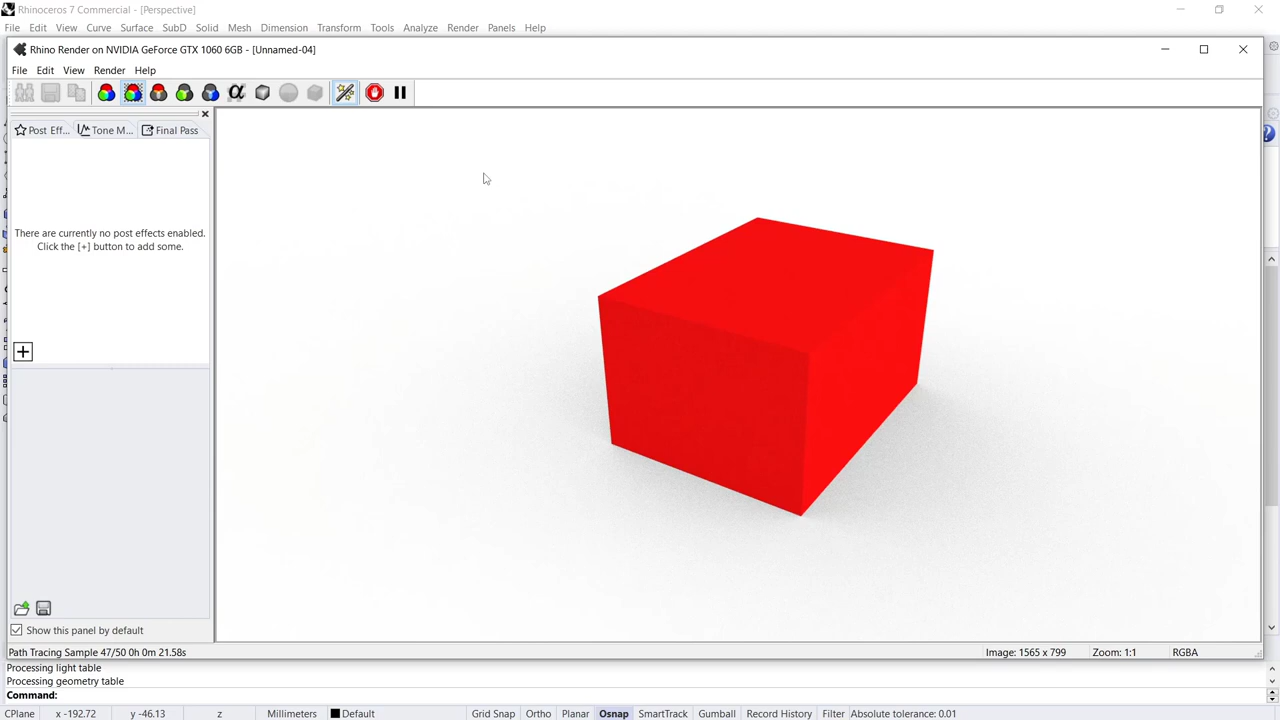 Rhinoceros 7 Commercial - [Perspective]
File Edit View Curve Surface SubD Solid Mesh Dimension Transform Tools Analyze Render Panels Help
Rhino Render on NVIDIA GeForce GTX 1060 6GB - [Unnamed-04]
File Edit View Render Help
α
Post Eff... Tone M... Final Pass
There are currently no post effects enabled.
Click the [+] button to add some.
Show this panel by default
Path Tracing Sample 47/50 0h 0m 21.58s Image: 1565 x 799 Zoom: 1:1 RGBA
Processing light table
Processing geometry table
Command:
CPlane x -192.72 y -46.13 z Millimeters Default Grid Snap Ortho Planar Osnap SmartTrack Gumball Record History Filter Absolute tolerance: 0.01